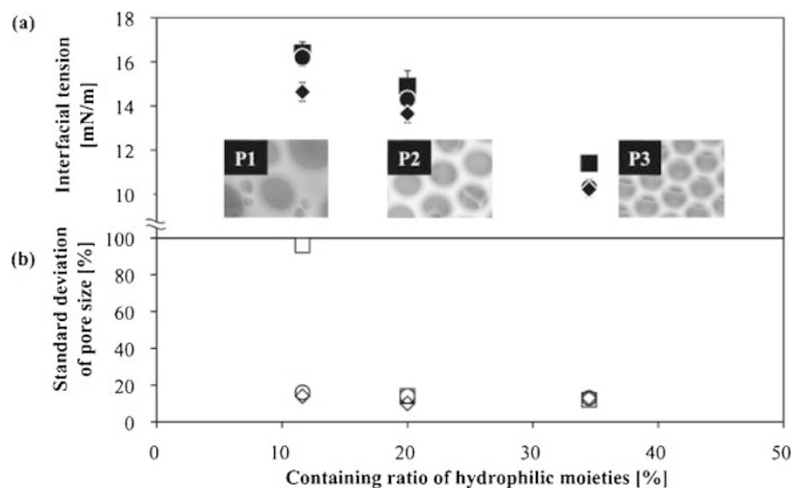 (a)
Interfacial tension
[mN/m]
18
16
14
12
10
P1
P2
P3
(b)
Standard deviation
of pore size [%]
100
80
60
40
20
0
0
10
20
30
40
50
Containing ratio of hydrophilic moieties [%]